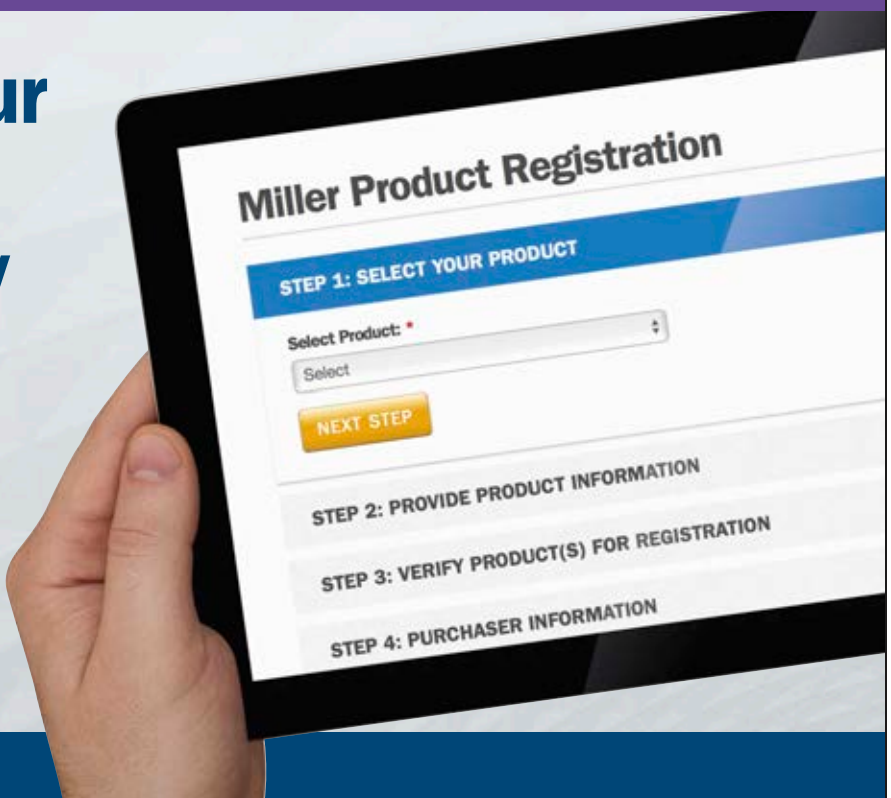 ur
y
Miller Product Registration
STEP 1: SELECT YOUR PRODUCT
Select Product: *
Select
NEXT STEP
STEP 2: PROVIDE PRODUCT INFORMATION
STEP 3: VERIFY PRODUCT(S) FOR REGISTRATION
STEP 4: PURCHASER INFORMATION